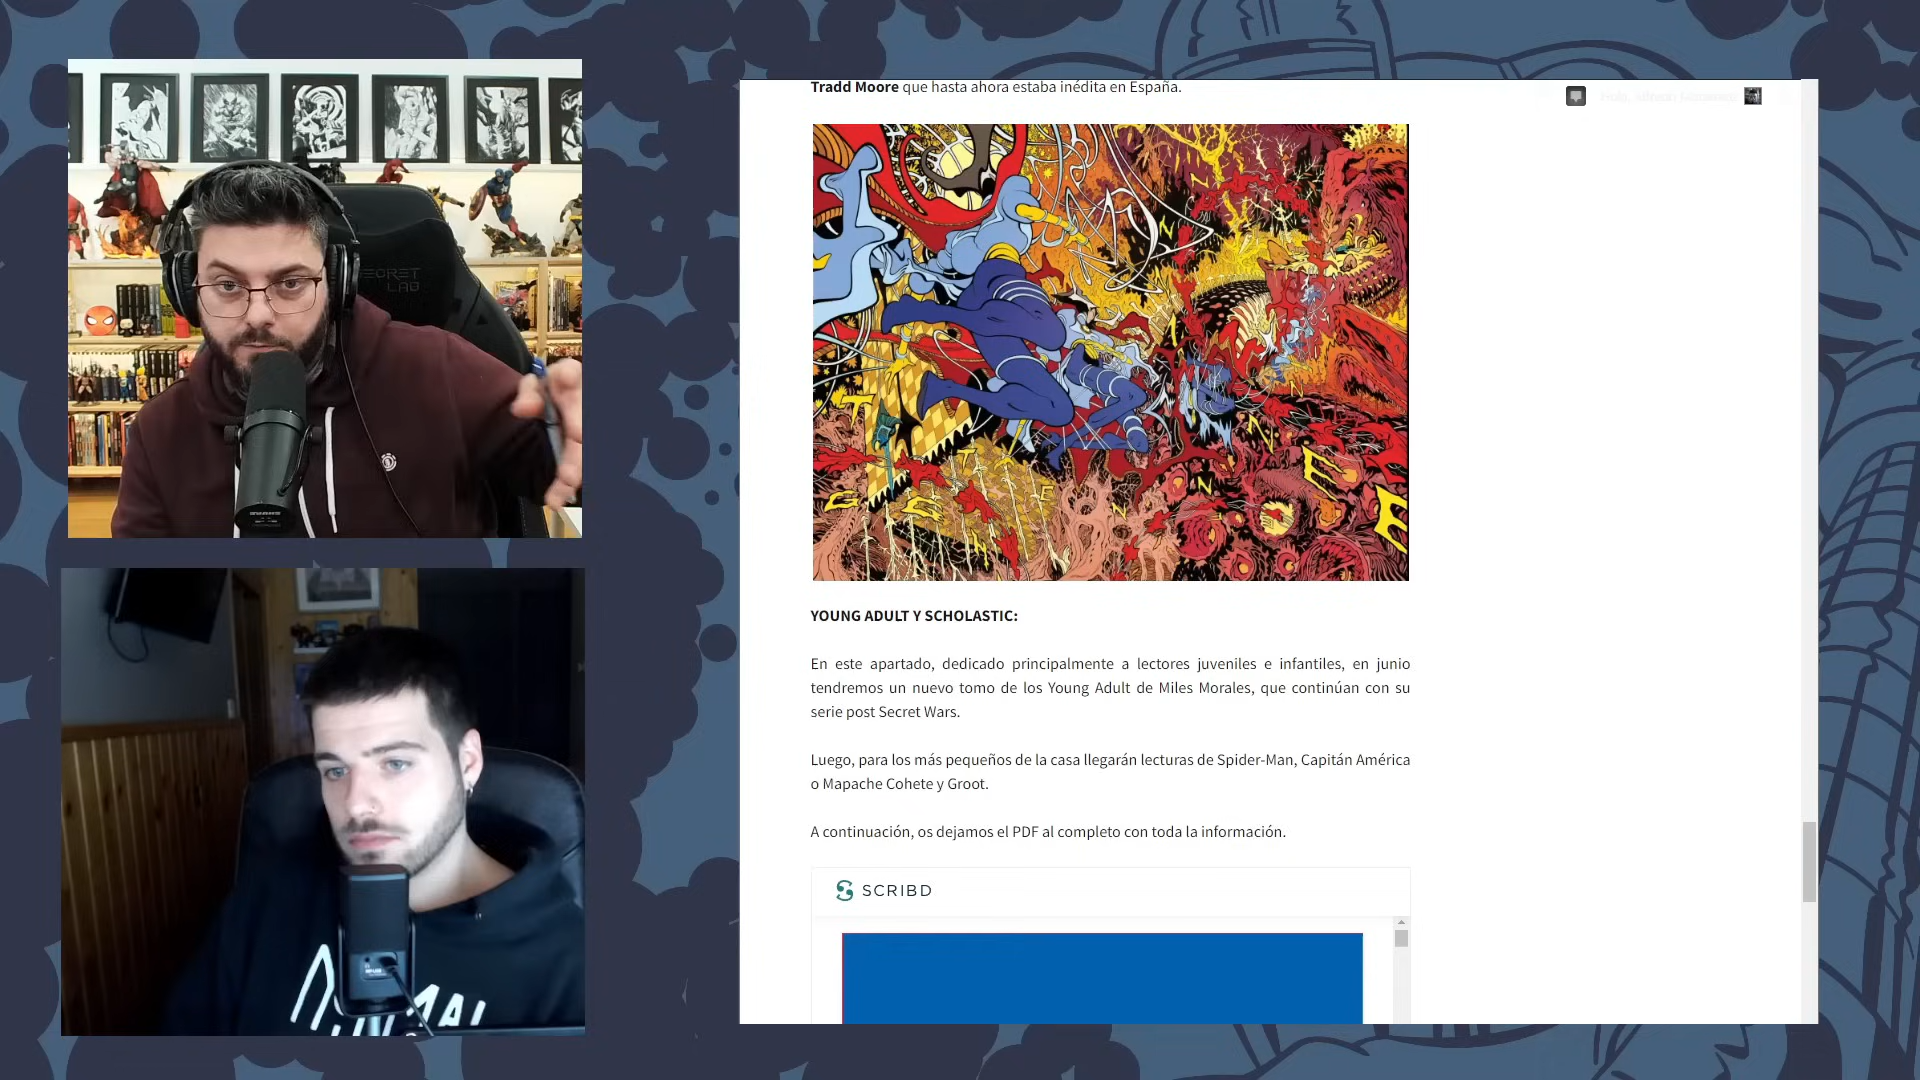 Tradd Moore que hasta ahora estaba inédita en España.
SECRET
LAB
YOUNG ADULT Y SCHOLASTIC:
En este apartado, dedicado principalmente a lectores juveniles e infantiles, en junio
tendremos un nuevo tomo de los Young Adult de Miles Morales, que continúan con su
serie post Secret Wars.
Luego, para los más pequeños de la casa llegarán lecturas de Spider-Man, Capitán América
o Mapache Cohete y Groot.
A continuación, os dejamos el PDF al completo con toda la información.
SCRIBD